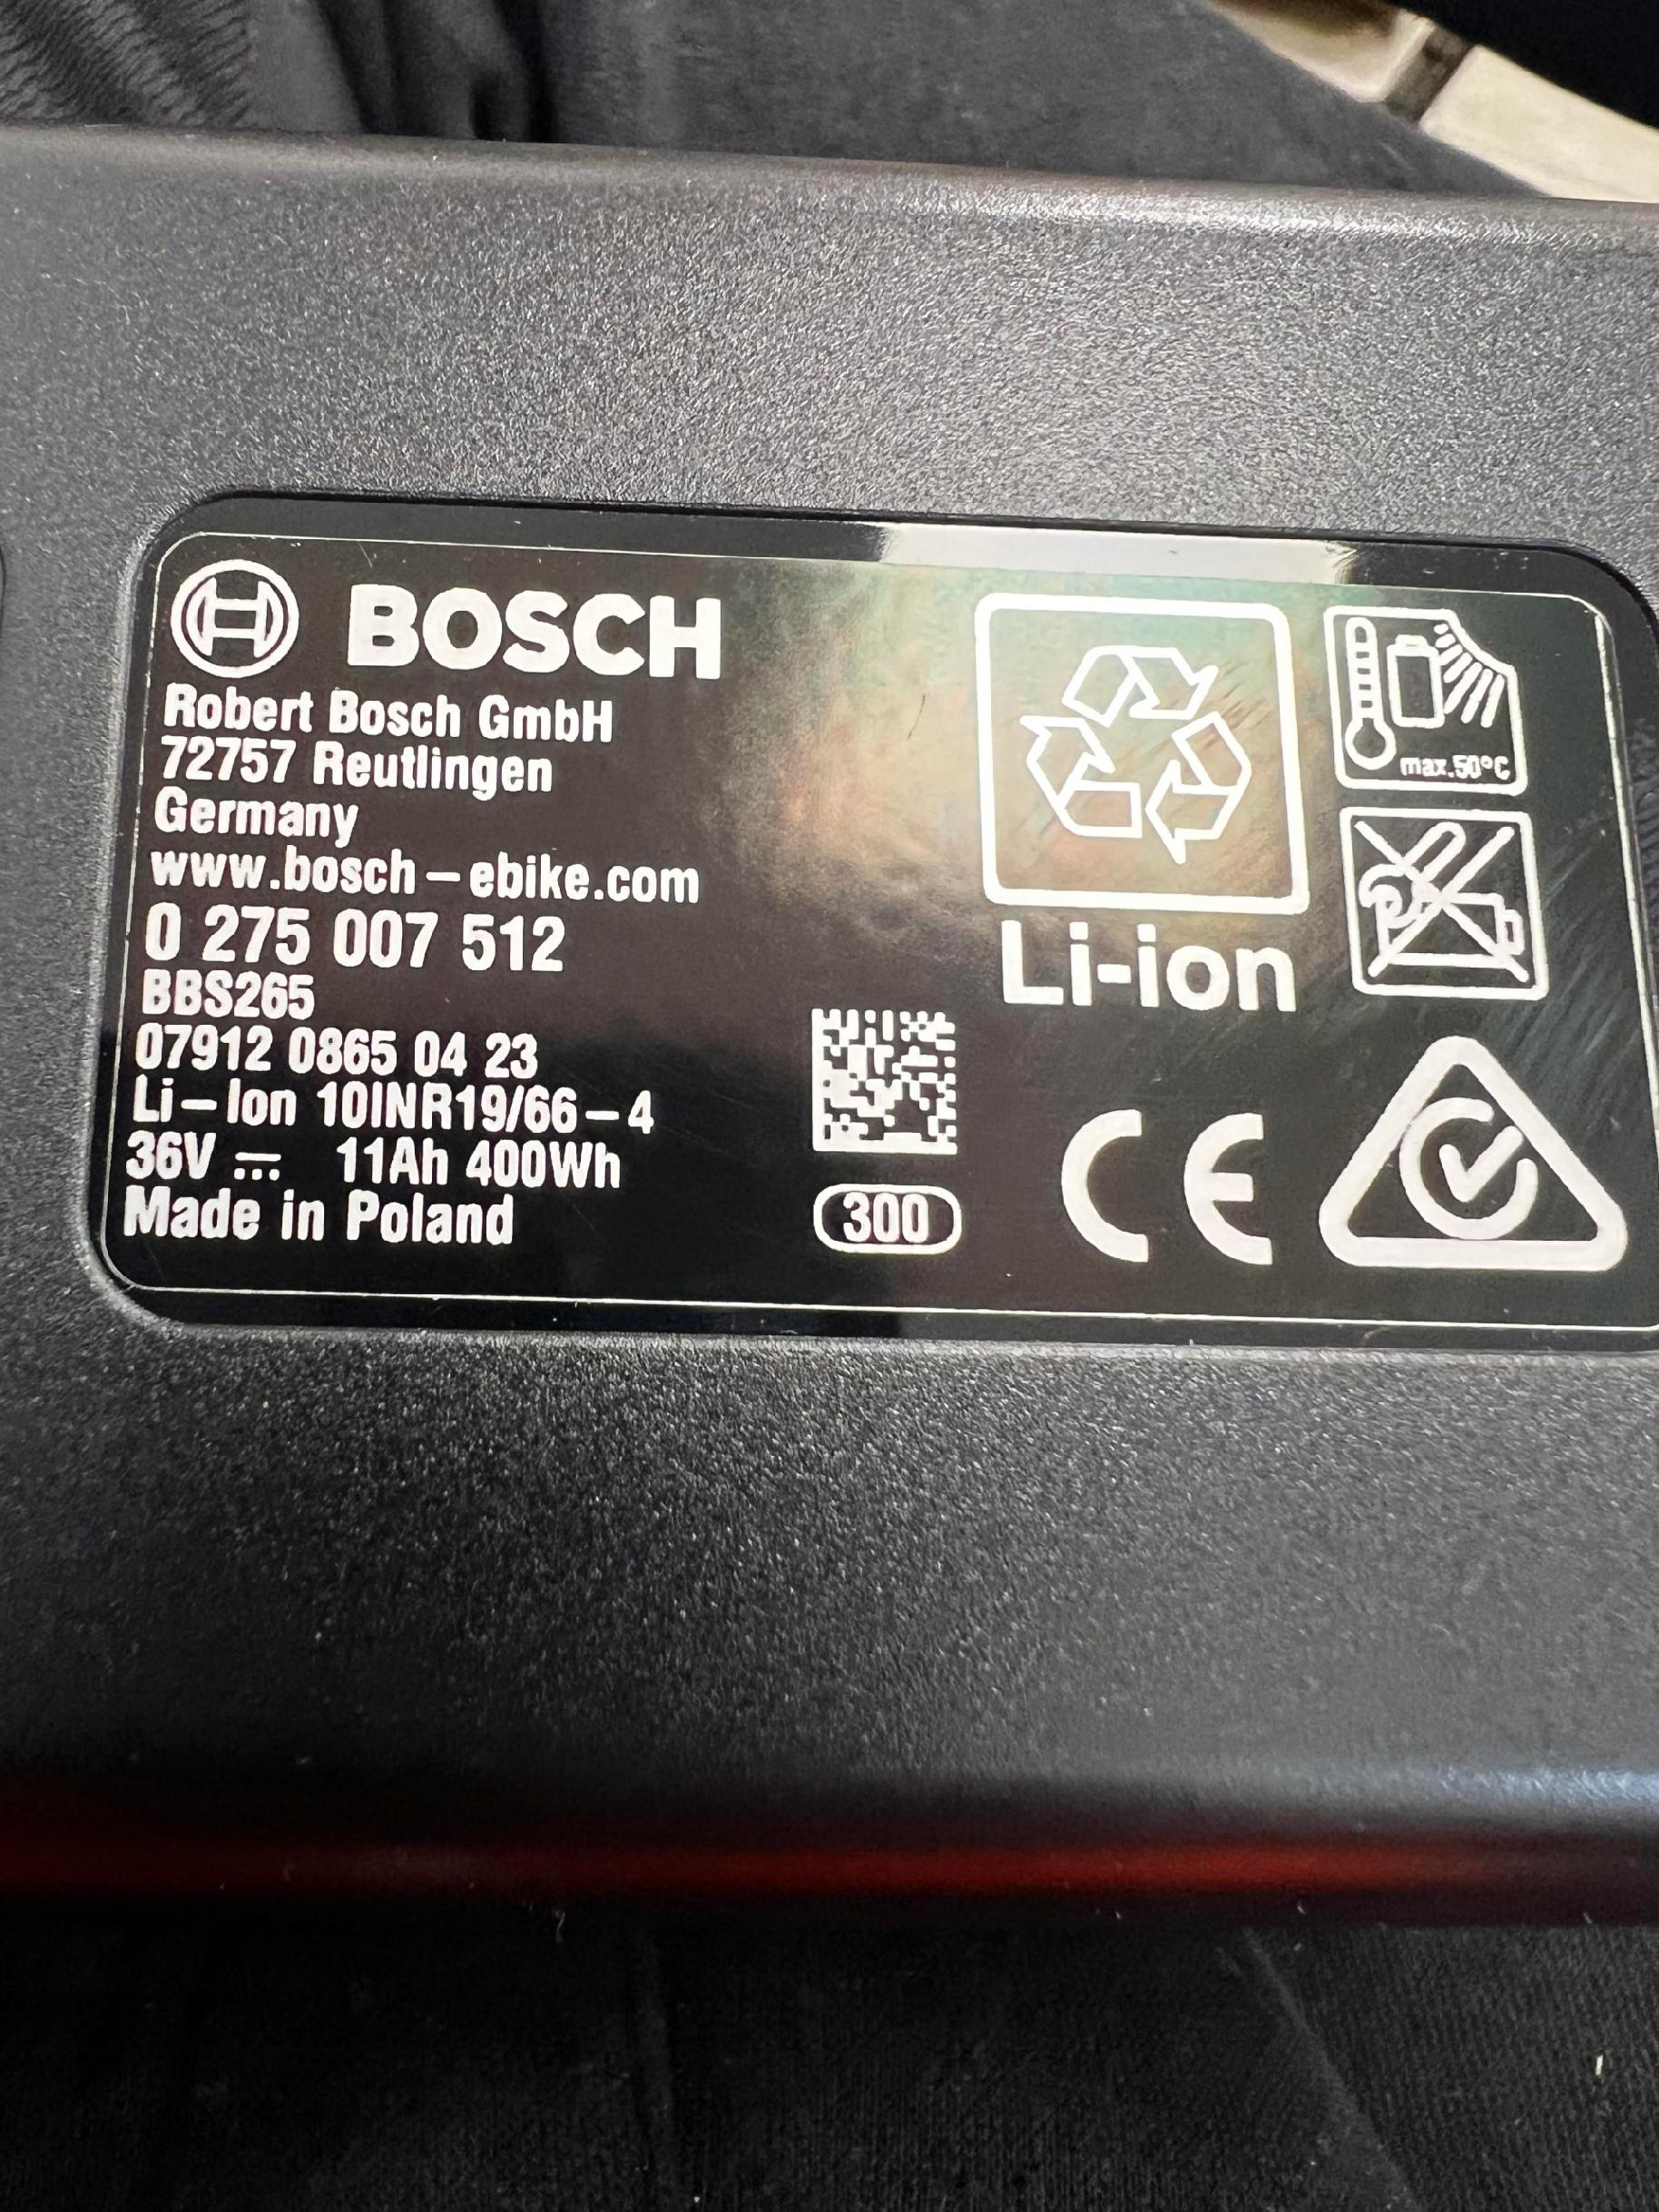 BOSCH
Robert Bosch GmbH
72757 Reutlingen
Germany
www.bosch-ebike.com
0 275 007 512
BBS265
07912 0865 04 23
Li-Ion 10INR19/66-4
36V 11Ah 400Wh
Made in Poland
300
Li-ion
max.50°C
CE